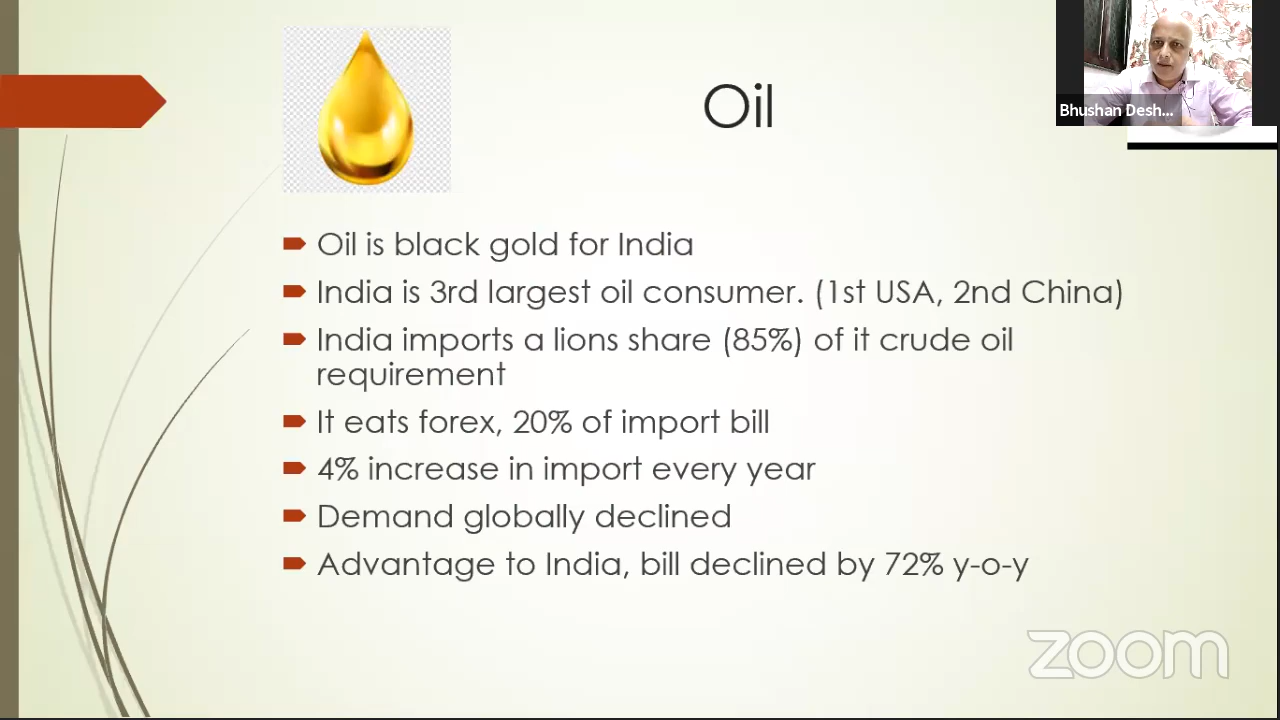 Oil
Bhushan Desh...
Oil is black gold for India
India is 3rd largest oil consumer. (1st USA, 2nd China)
India imports a lions share (85%) of it crude oil
requirement
It eats forex, 20% of import bill
4% increase in import every year
Demand globally declined
Advantage to India, bill declined by 72% y-o-y
zoom